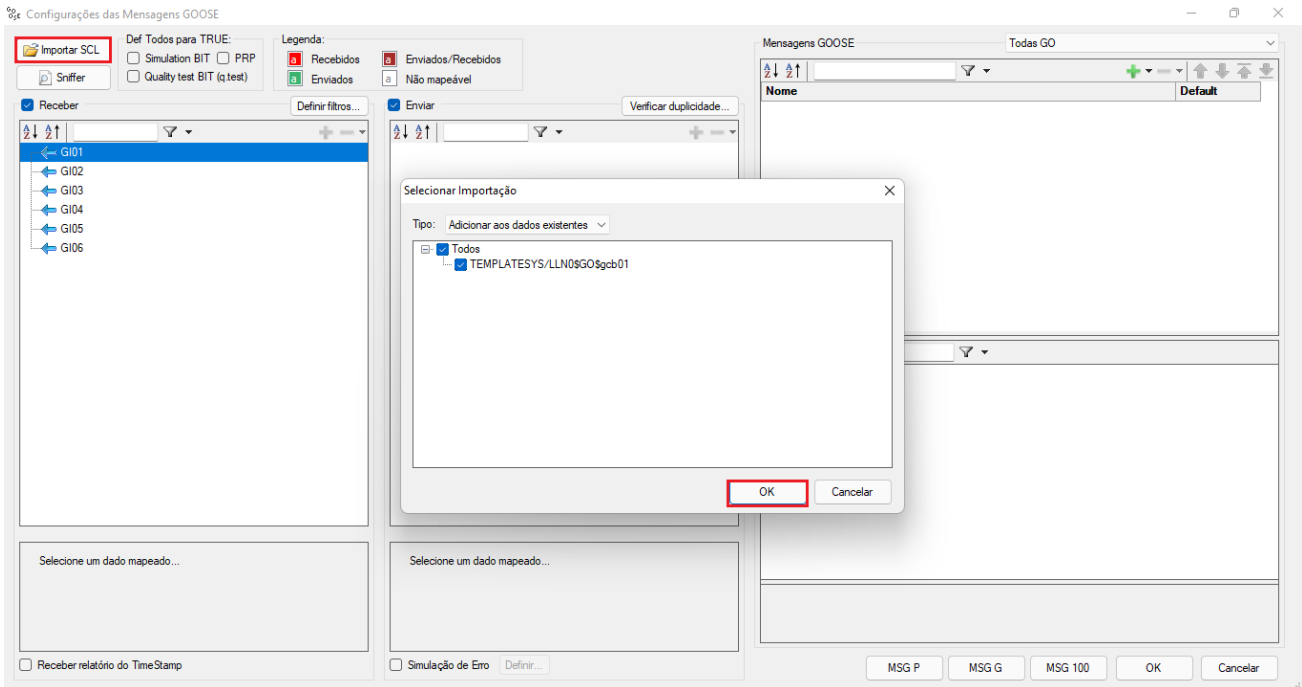 Configurações das Mensagens GOOSE
Importar SCL
Sniffer
Def Todos para TRUE:
Simulation BIT PRP
Quality test BIT (q.test)
Legenda:
a Recebidos
a Enviados/Recebidos
a Enviados
a Não mapeável
Receber
Definir filtros...
GI01
GI02
GI03
GI04
GI05
GI06
Selecione um dado mapeado...
Receber relatório do TimeStamp
Enviar
Verificar duplicidade...
Selecionar Importação
Tipo: Adicionar aos dados existentes
Todos
TEMPLATESYS/LLN0$GO$gcb01
OK Cancelar
Selecione um dado mapeado...
Simulação de Erro Definir...
Mensagens GOOSE Todas GO
Nome Default
MSG P MSG G MSG 100 OK Cancelar